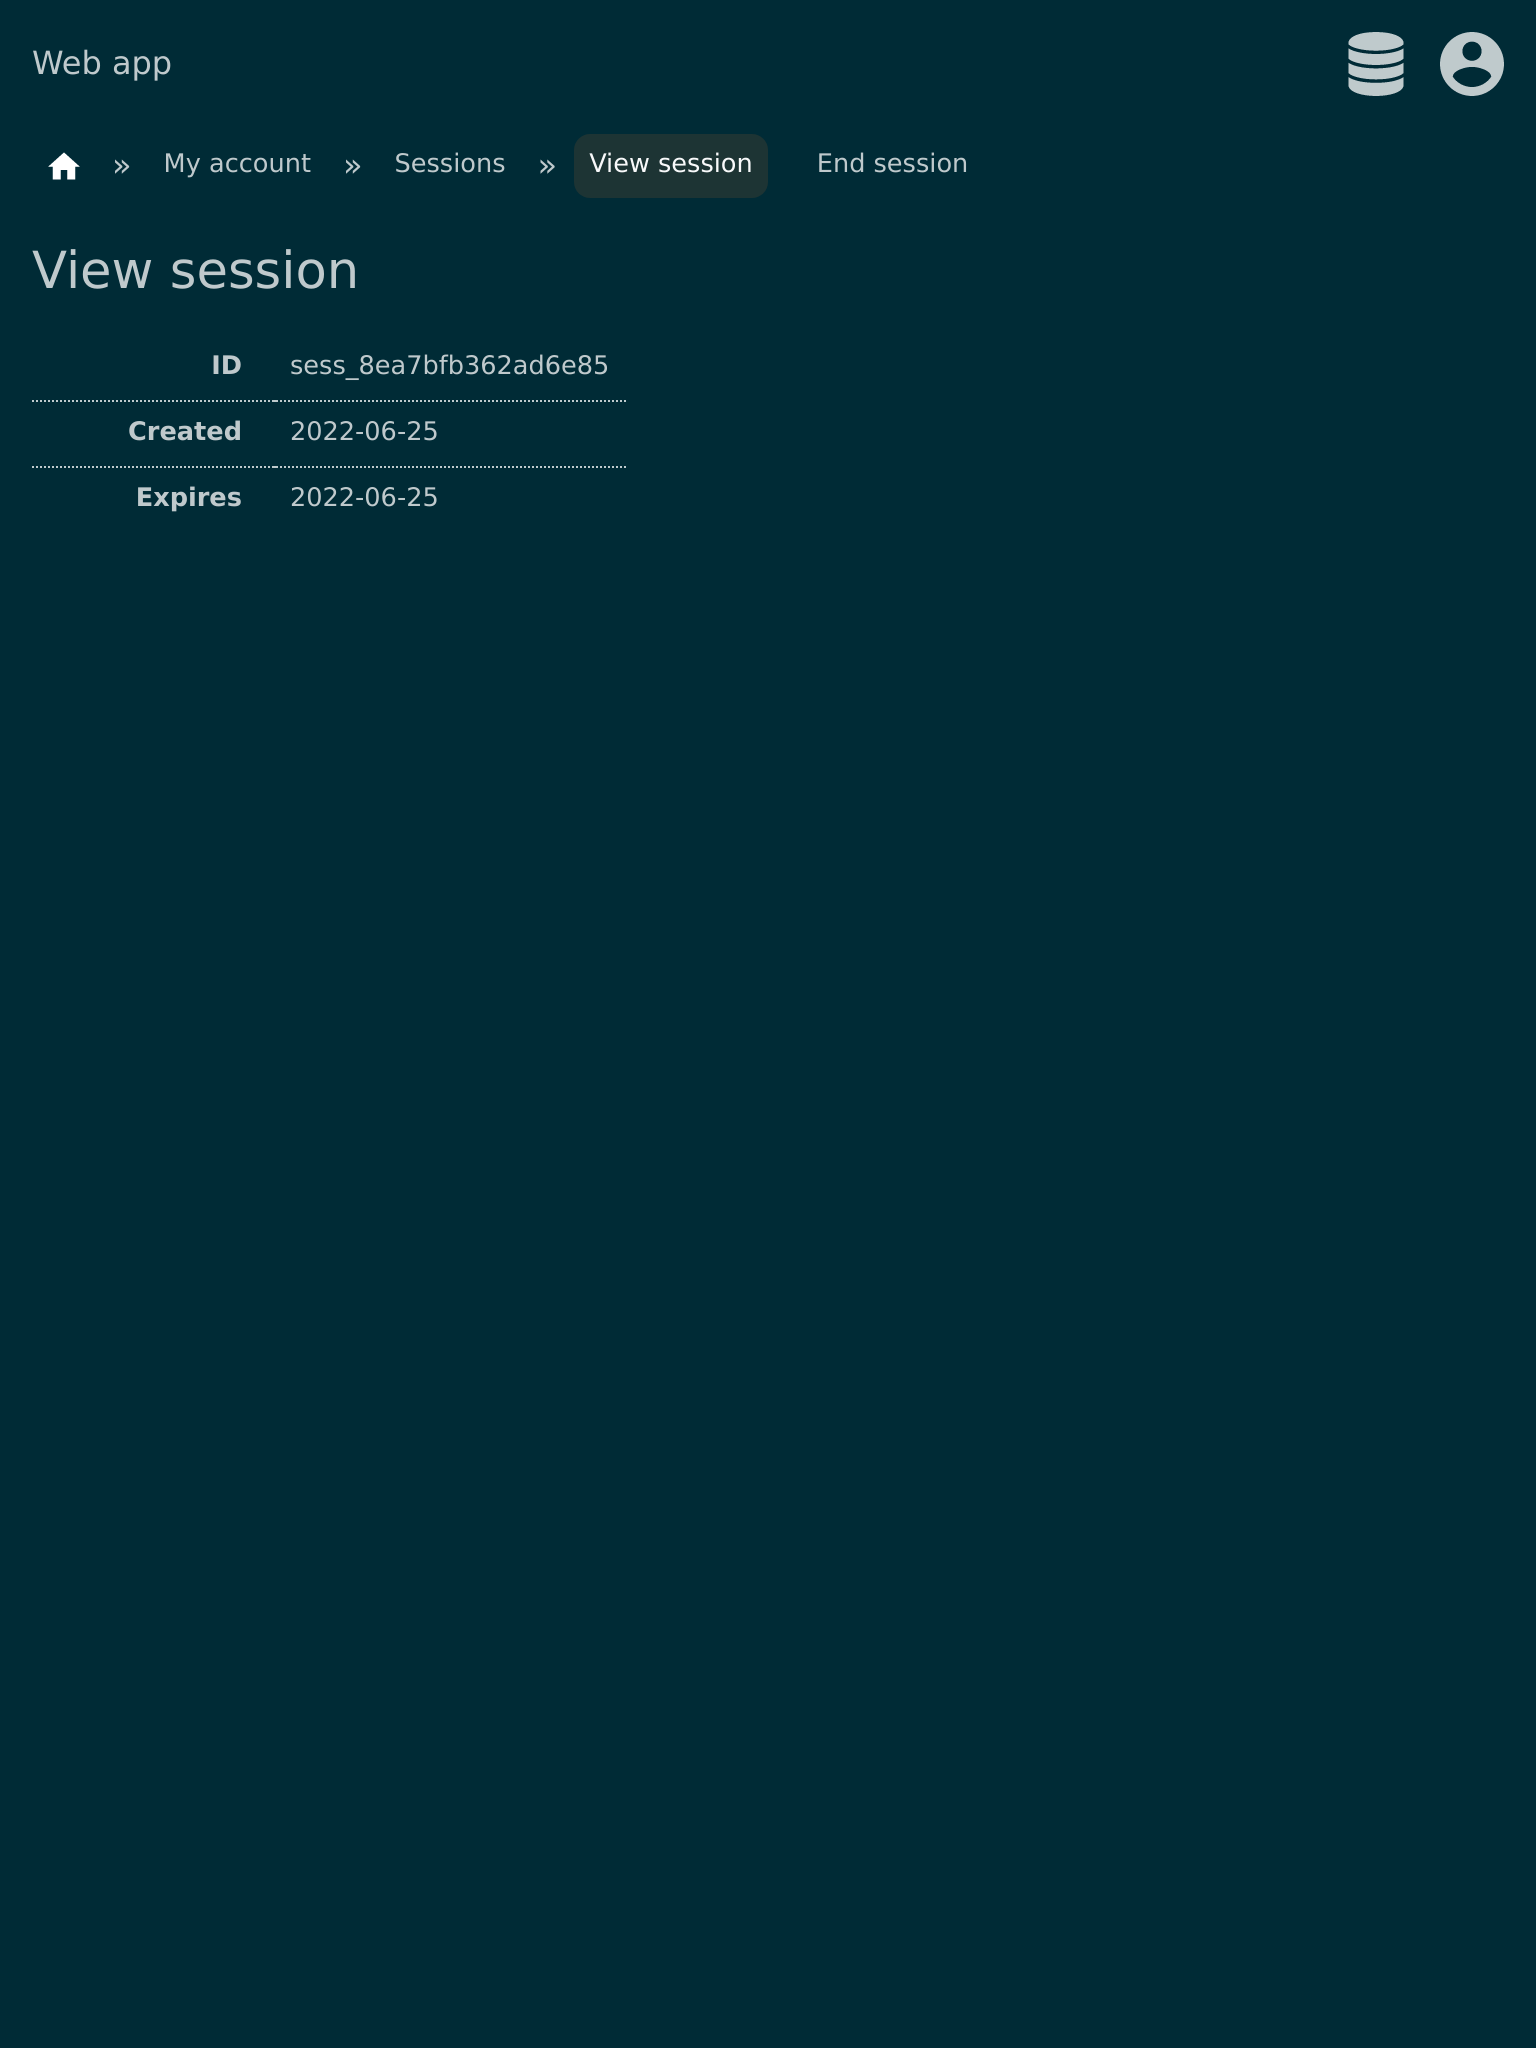 Web app
» My account » Sessions » View session End session
View session
ID sess_8ea7bfb362ad6e85
Created 2022-06-25
Expires 2022-06-25